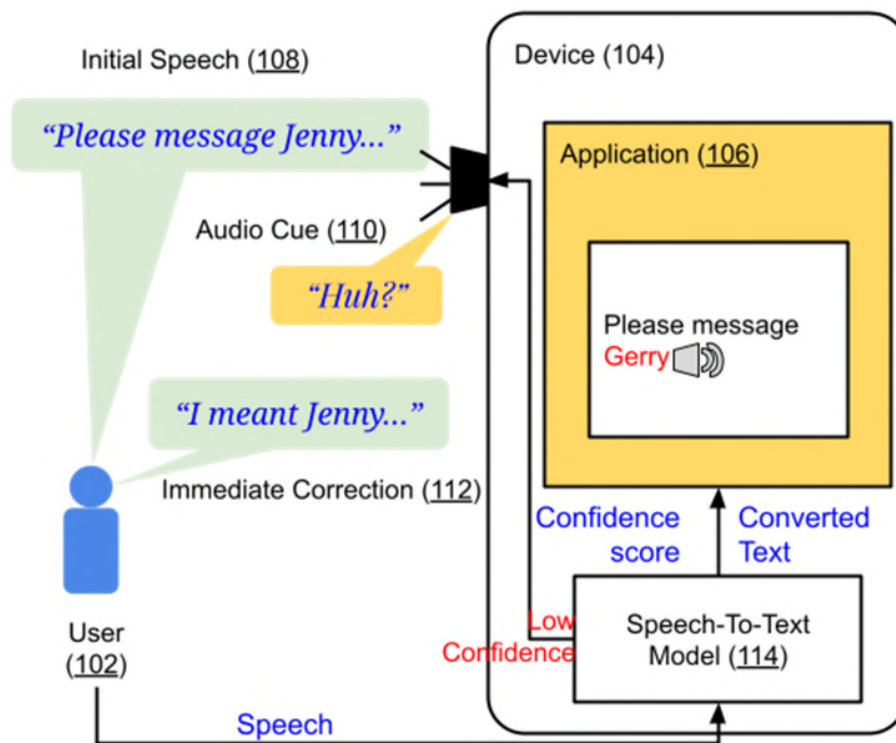 Initial Speech (108)
“Please message Jenny...”
Audio Cue (110)
“Huh?”
“I meant Jenny...”
Immediate Correction (112)
User
(102)
Speech
Device (104)
Application (106)
Please message
Gerry
Confidence
score
Converted
Text
Low
Confidence
Speech-To-Text
Model (114)